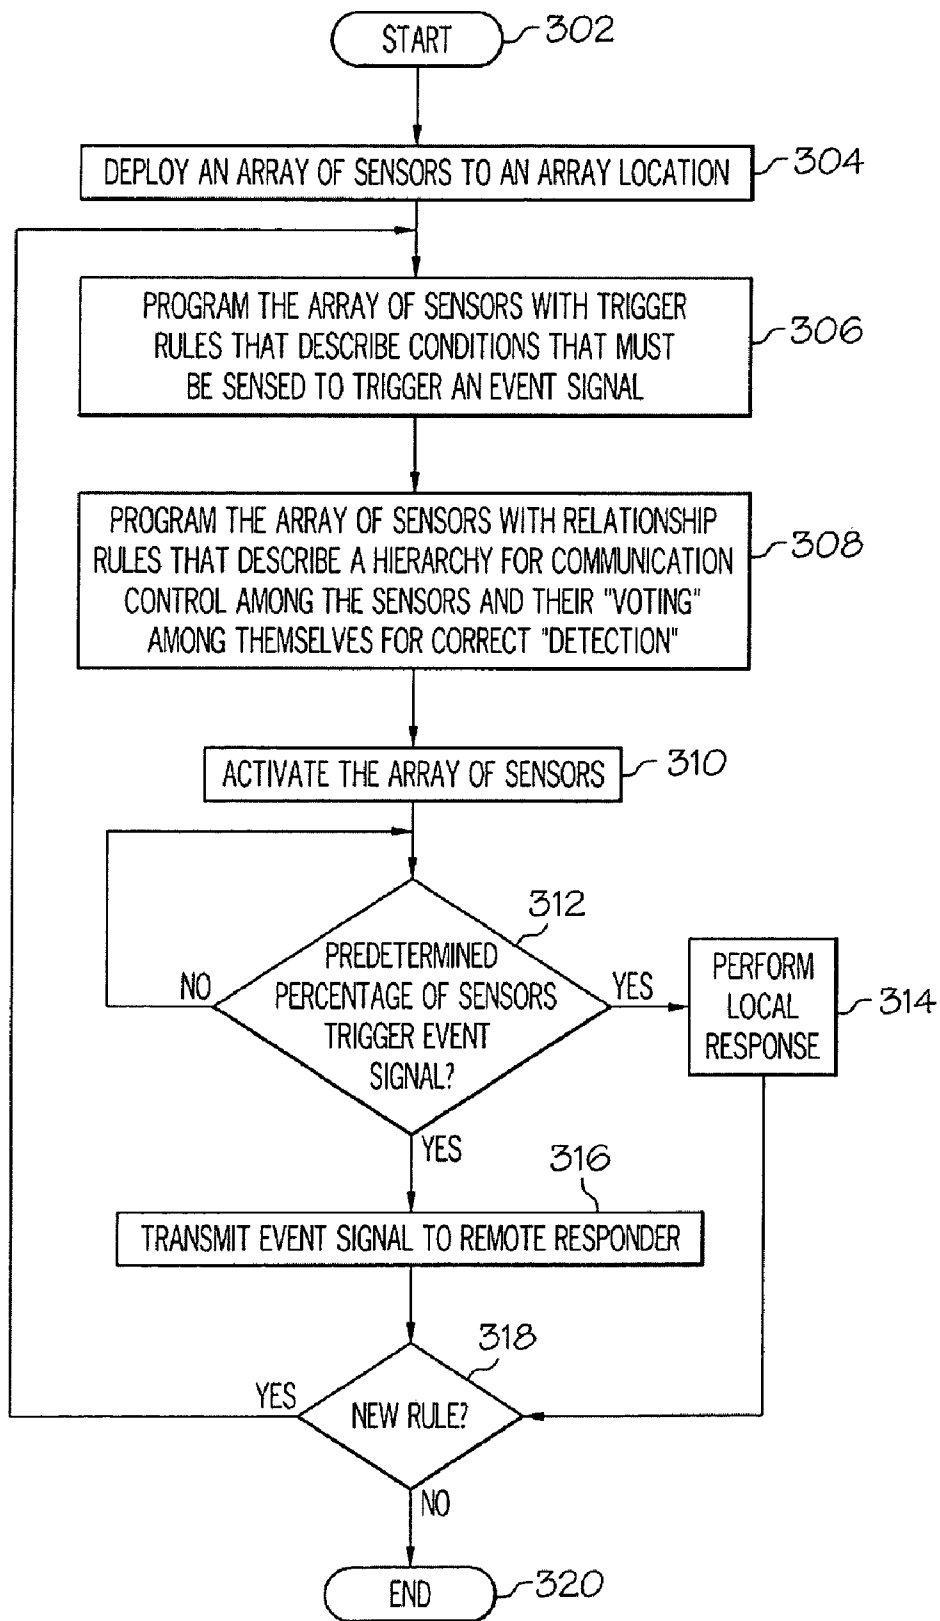 START
302
DEPLOY AN ARRAY OF SENSORS TO AN ARRAY LOCATION
304
PROGRAM THE ARRAY OF SENSORS WITH TRIGGER
RULES THAT DESCRIBE CONDITIONS THAT MUST
BE SENSED TO TRIGGER AN EVENT SIGNAL
306
PROGRAM THE ARRAY OF SENSORS WITH RELATIONSHIP
RULES THAT DESCRIBE A HIERARCHY FOR COMMUNICATION
CONTROL AMONG THE SENSORS AND THEIR "VOTING"
AMONG THEMSELVES FOR CORRECT "DETECTION"
308
ACTIVATE THE ARRAY OF SENSORS
310
312
PREDETERMINED
PERCENTAGE OF SENSORS
TRIGGER EVENT
SIGNAL?
NO
YES
PERFORM
LOCAL
RESPONSE
314
YES
316
TRANSMIT EVENT SIGNAL TO REMOTE RESPONDER
318
YES
NEW RULE?
NO
END
320